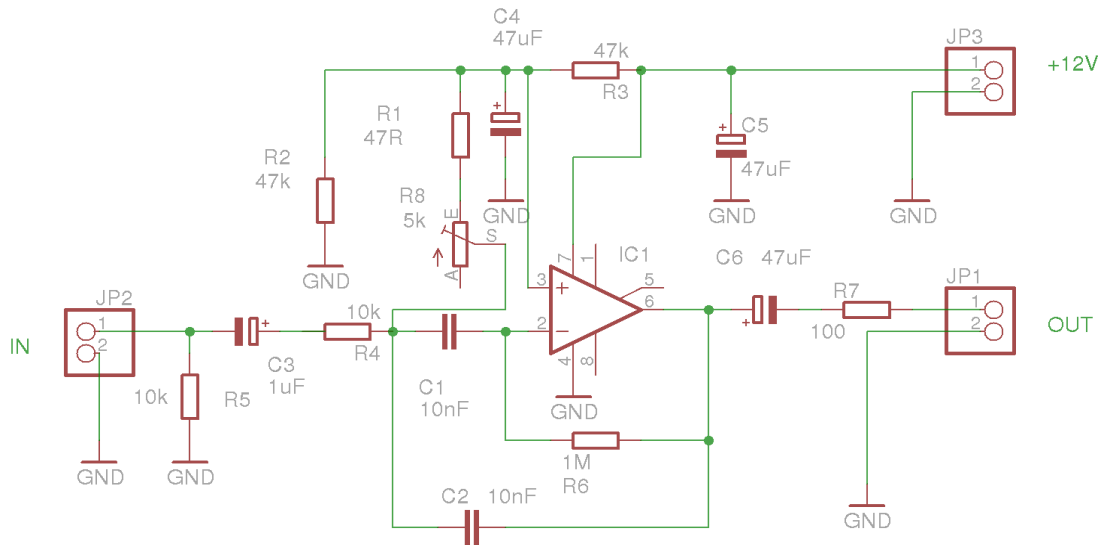 C4
47uF
JP3
1
2
+12V
47k
R3
R1
47R
C5
47uF
R2
47k
R8
5k
E
S
A
GND
GND
GND
GND
7
1
IC1
5
3
+
6
2
−
4
8
C6 47uF
R7
100
JP1
1
2
OUT
JP2
1
2
IN
10k
R4
C3
1uF
10k
R5
C1
10nF
GND
GND
GND
1M
R6
C2 10nF
GND